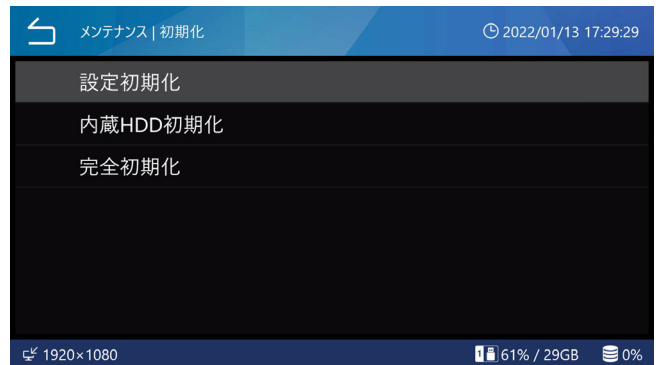 メンテナンス | 初期化
2022/01/13 17:29:29
設定初期化
内蔵HDD初期化
完全初期化
1920×1080
1 61% / 29GB
0%